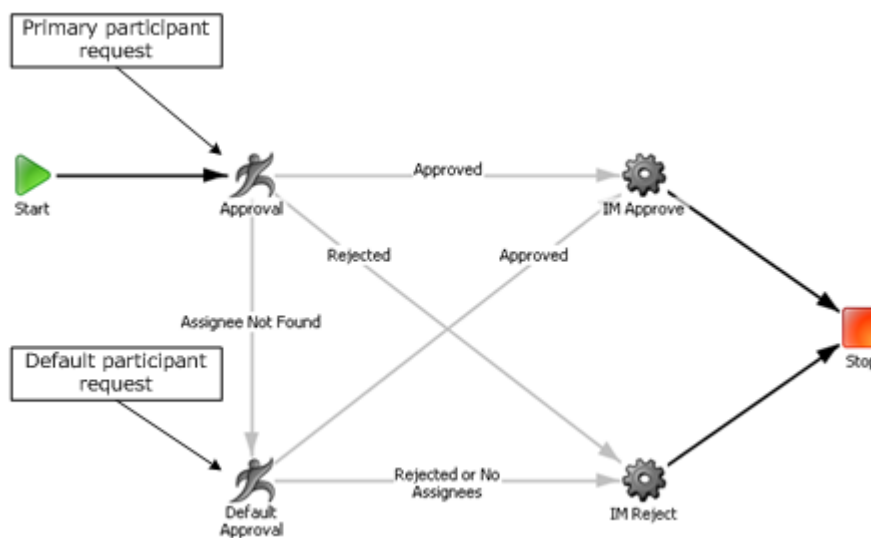 Primary participant
request
Approved
Start
Approval
IM Approve
Rejected
Approved
Assignee Not Found
Default participant
request
Stop
Rejected or No
Assignees
Default
Approval
IM Reject